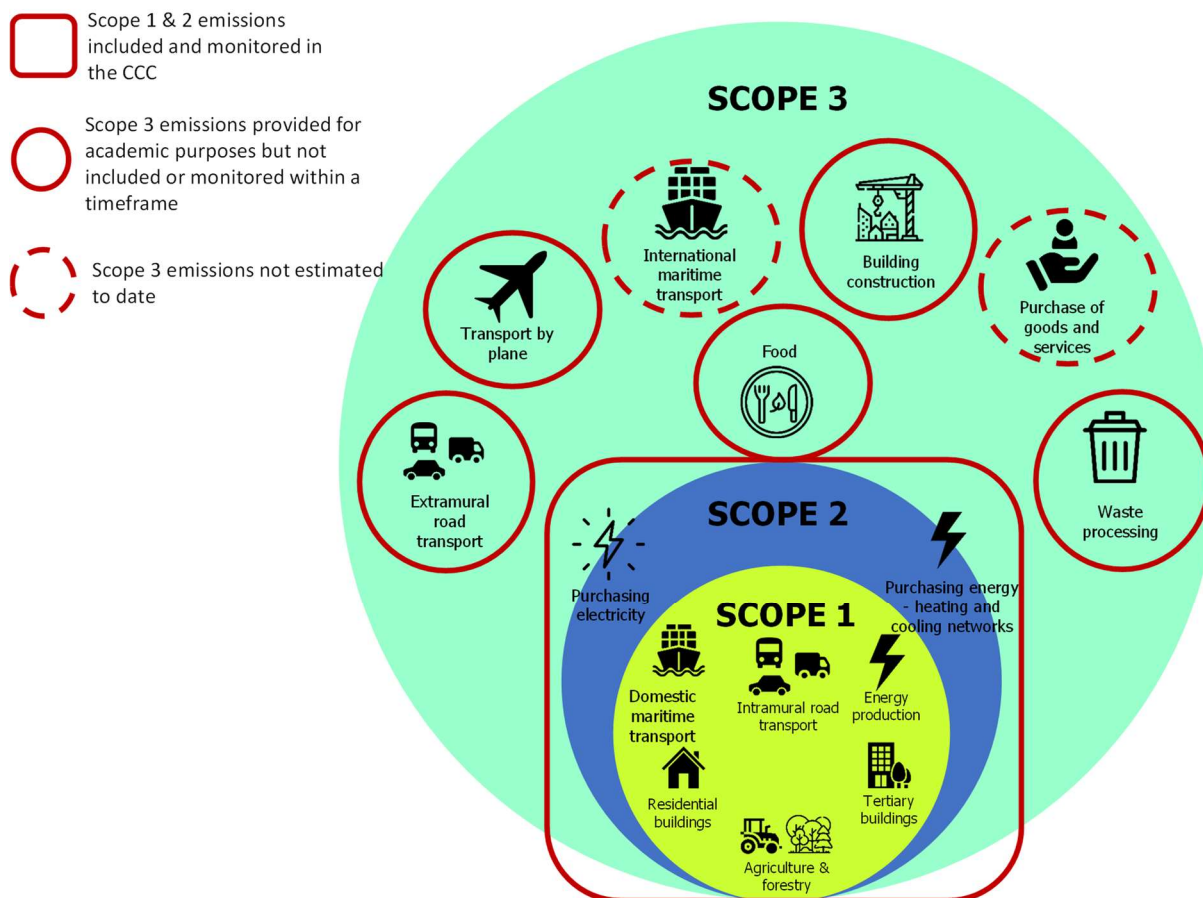 Scope 1 & 2 emissions
included and monitored in
the CCC
Scope 3 emissions provided for
academic purposes but not
included or monitored within a
timeframe
Scope 3 emissions not estimated
to date
SCOPE 3
International
maritime
transport
Building
construction
Purchase of
goods and
services
Transport by
plane
Food
Extramural
road
transport
Waste
processing
SCOPE 2
Purchasing
electricity
Purchasing energy
- heating and
cooling networks
SCOPE 1
Domestic
maritime
transport
Intramural road
transport
Energy
production
Residential
buildings
Tertiary
buildings
Agriculture &
forestry